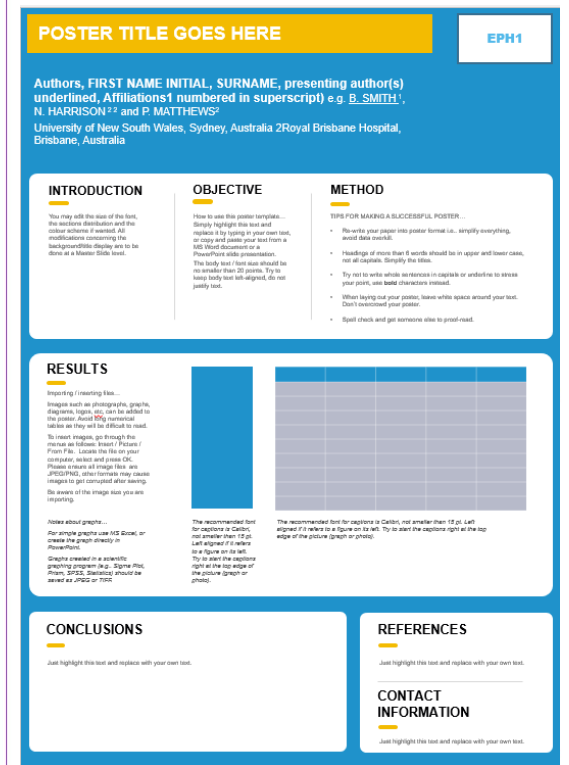 POSTER TITLE GOES HERE
EPH1
Authors, FIRST NAME INITIAL, SURNAME, presenting author(s)
underlined, Affiliations1 numbered in superscript) e.g. B. SMITH ¹,
N. HARRISON ² ² and P. MATTHEWS²
University of New South Wales, Sydney, Australia 2Royal Brisbane Hospital,
Brisbane, Australia
INTRODUCTION
You may edit the size of the font,
the sections distribution and the
colour scheme if wanted. All
modifications concerning the
background/title display are to be
done at a Master Slide level.
OBJECTIVE
How to use this poster template…
Simply highlight this text and
replace it by typing in your own text,
or copy and paste your text from a
MS Word document or a
PowerPoint slide presentation.
The body text / font size should be
no smaller than 20 points. Try to
keep body text left-aligned, do not
justify text.
METHOD
TIPS FOR MAKING A SUCCESSFUL POSTER…
• Re-write your paper into poster format i.e.. simplify everything,
avoid data overkill.
• Headings of more than 6 words should be in upper and lower case,
not all capitals. Simplify the titles.
• Try not to write whole sentences in capitals or underline to stress
your point, use bold characters instead.
• When laying out your poster, leave white space around your text.
Don't overcrowd your poster.
• Spell check and get someone else to proof-read.
RESULTS
Importing / inserting files…
Images such as photographs, graphs,
diagrams, logos, etc, can be added to
the poster. Avoid long numerical
tables as they will be difficult to read.
To insert images, go through the
menus as follows: Insert / Picture /
From File. Locate the file on your
computer, select and press OK.
Please ensure all image files are
JPEG/PNG, other formats may cause
images to get corrupted after saving.
Be aware of the image size you are
importing.
Notes about graphs…
For simple graphs use MS Excel, or
create the graph directly in
PowerPoint.
Graphs created in a scientific
graphing program (e.g.. Sigma Plot,
Prism, SPSS, Statistica) should be
saved as JPEG or TIFF.
The recommended font
for captions is Calibri,
not smaller than 15 pt.
Left aligned if it refers
to a figure on its left.
Try to start the captions
right at the top edge of
the picture (graph or
photo).
The recommended font for captions is Calibri, not smaller than 15 pt. Left
aligned if it refers to a figure on its left. Try to start the captions right at the top
edge of the picture (graph or photo).
CONCLUSIONS
Just highlight this text and replace with your own text.
REFERENCES
Just highlight this text and replace with your own text.
CONTACT
INFORMATION
Just highlight this text and replace with your own text.